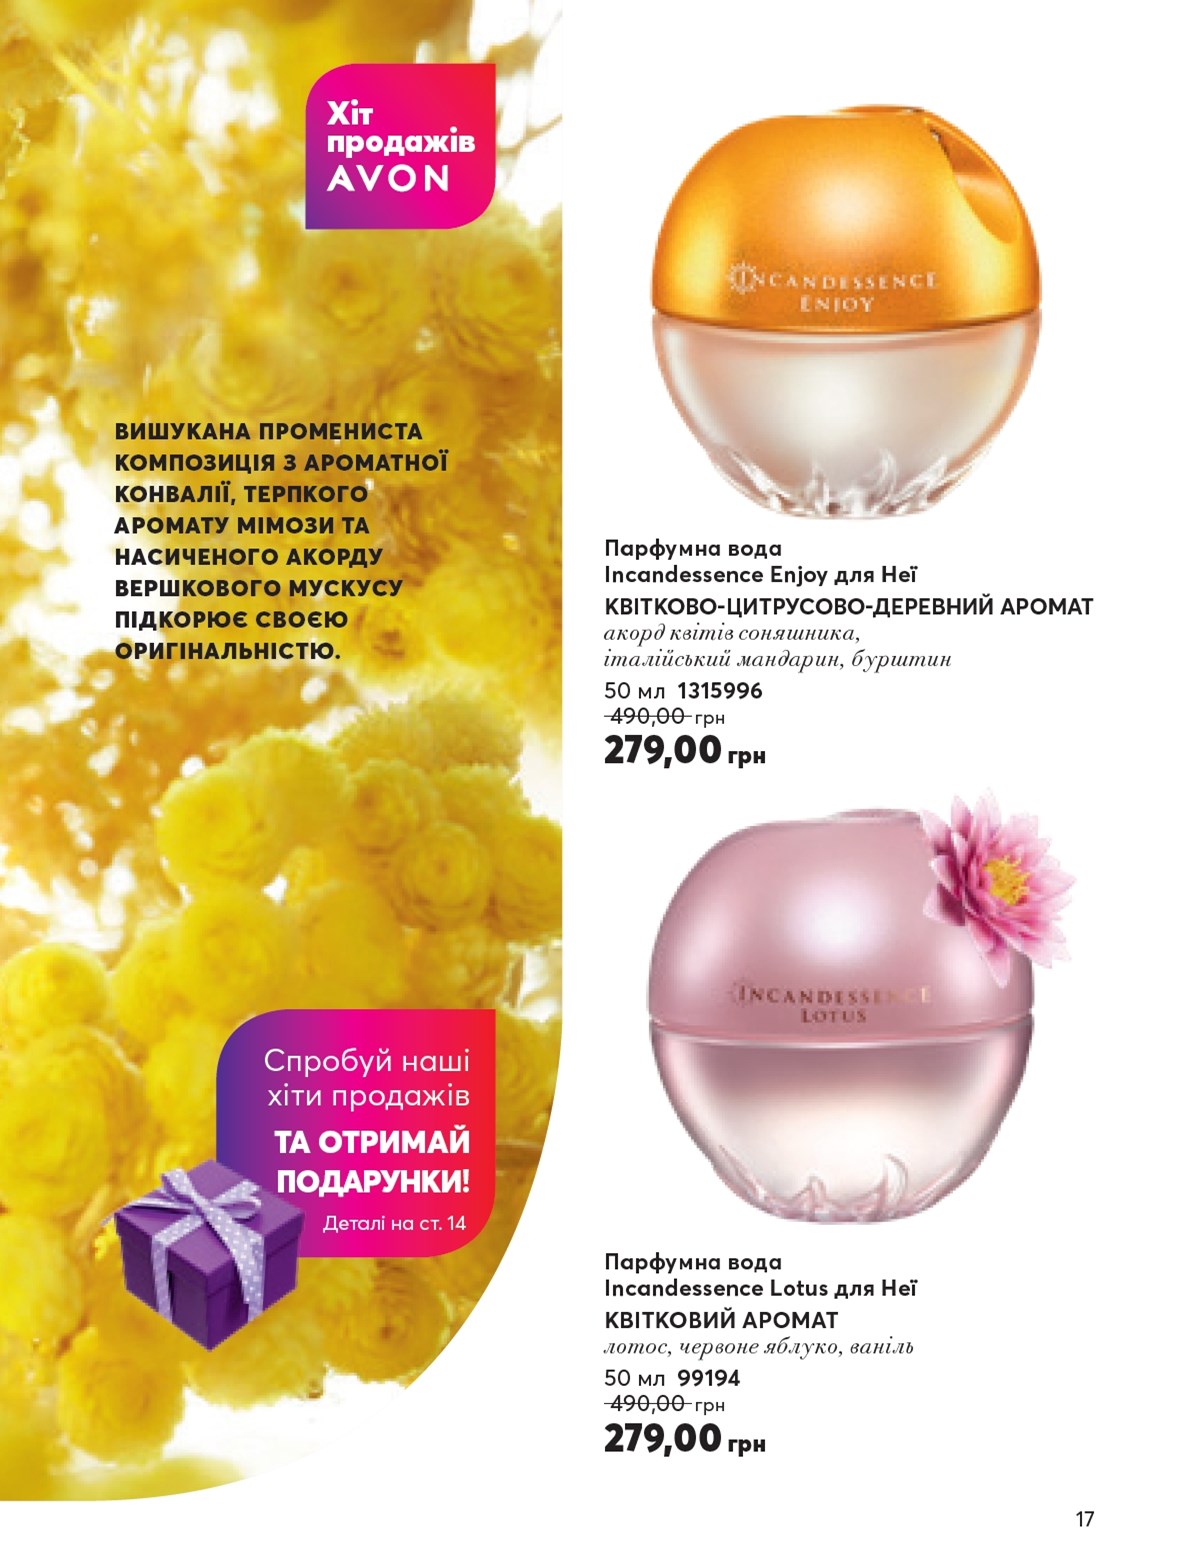 Хіт
продажів
AVON
ВИШУКАНА ПРОМЕНИСТА
КОМПОЗИЦІЯ З АРОМАТНОЇ
КОНВАЛІЇ, ТЕРПКОГО
АРОМАТУ МІМОЗИ ТА
НАСИЧЕНОГО АКОРДУ
ВЕРШКОВОГО МУСКУСУ
ПІДКОРЮЄ СВОЄЮ
ОРИГІНАЛЬНІСТЮ.
Спробуй наші
хіти продажів
ТА ОТРИМАЙ
ПОДАРУНКИ!
Деталі на ст. 14
INCANDESSENCE
ENJOY
Парфумна вода
Incandessence Enjoy для Неї
КВІТКОВО-ЦИТРУСОВО-ДЕРЕВНИЙ АРОМАТ
акорд квітів соняшника,
італійський мандарин, бурштин
50 мл 1315996
490,00 грн
279,00 грн
INCANDESSENCE
LOTUS
Парфумна вода
Incandessence Lotus для Неї
КВІТКОВИЙ АРОМАТ
лотос, червоне яблуко, ваніль
50 мл 99194
490,00 грн
279,00 грн
17